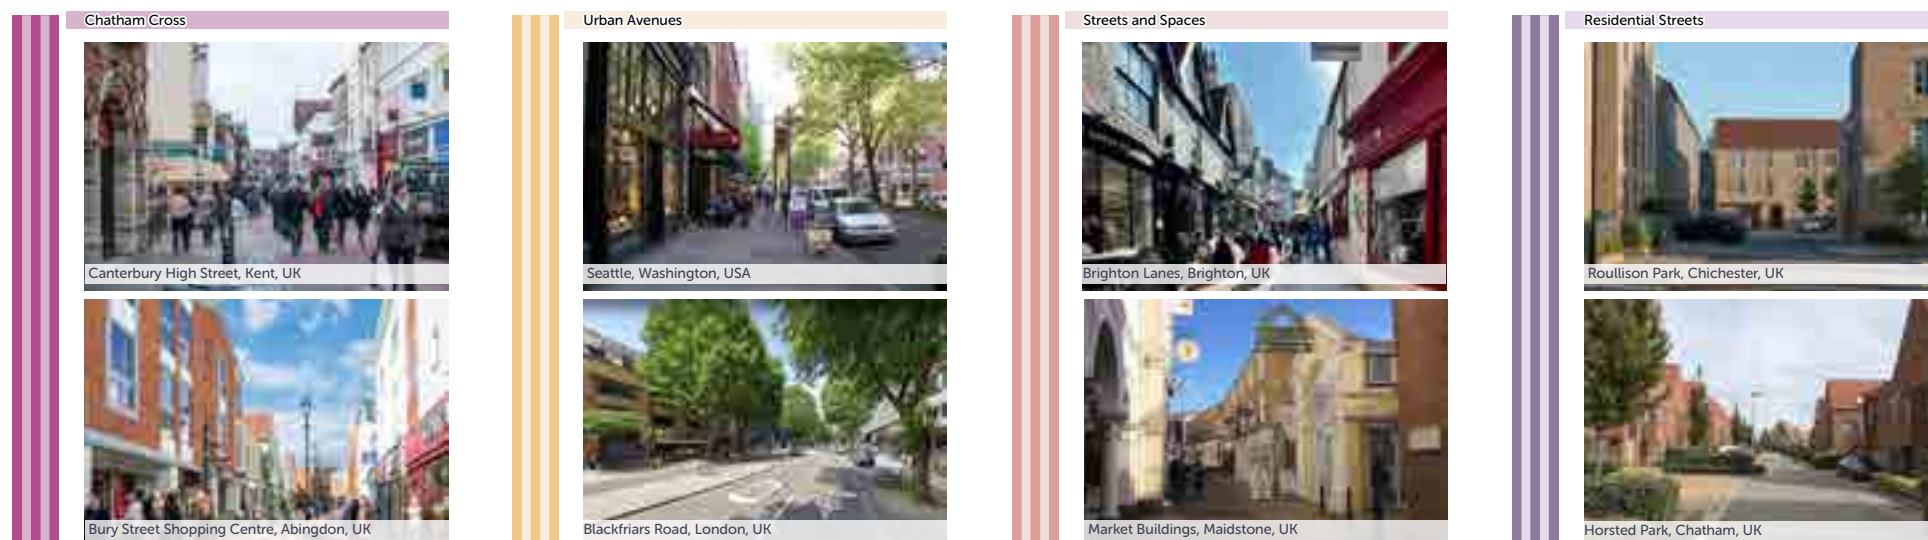 Chatham Cross
Canterbury High Street, Kent, UK
Bury Street Shopping Centre, Abingdon, UK
Urban Avenues
Seattle, Washington, USA
Blackfriars Road, London, UK
Streets and Spaces
Brighton Lanes, Brighton, UK
Market Buildings, Maidstone, UK
Residential Streets
Roullison Park, Chichester, UK
Horsted Park, Chatham, UK